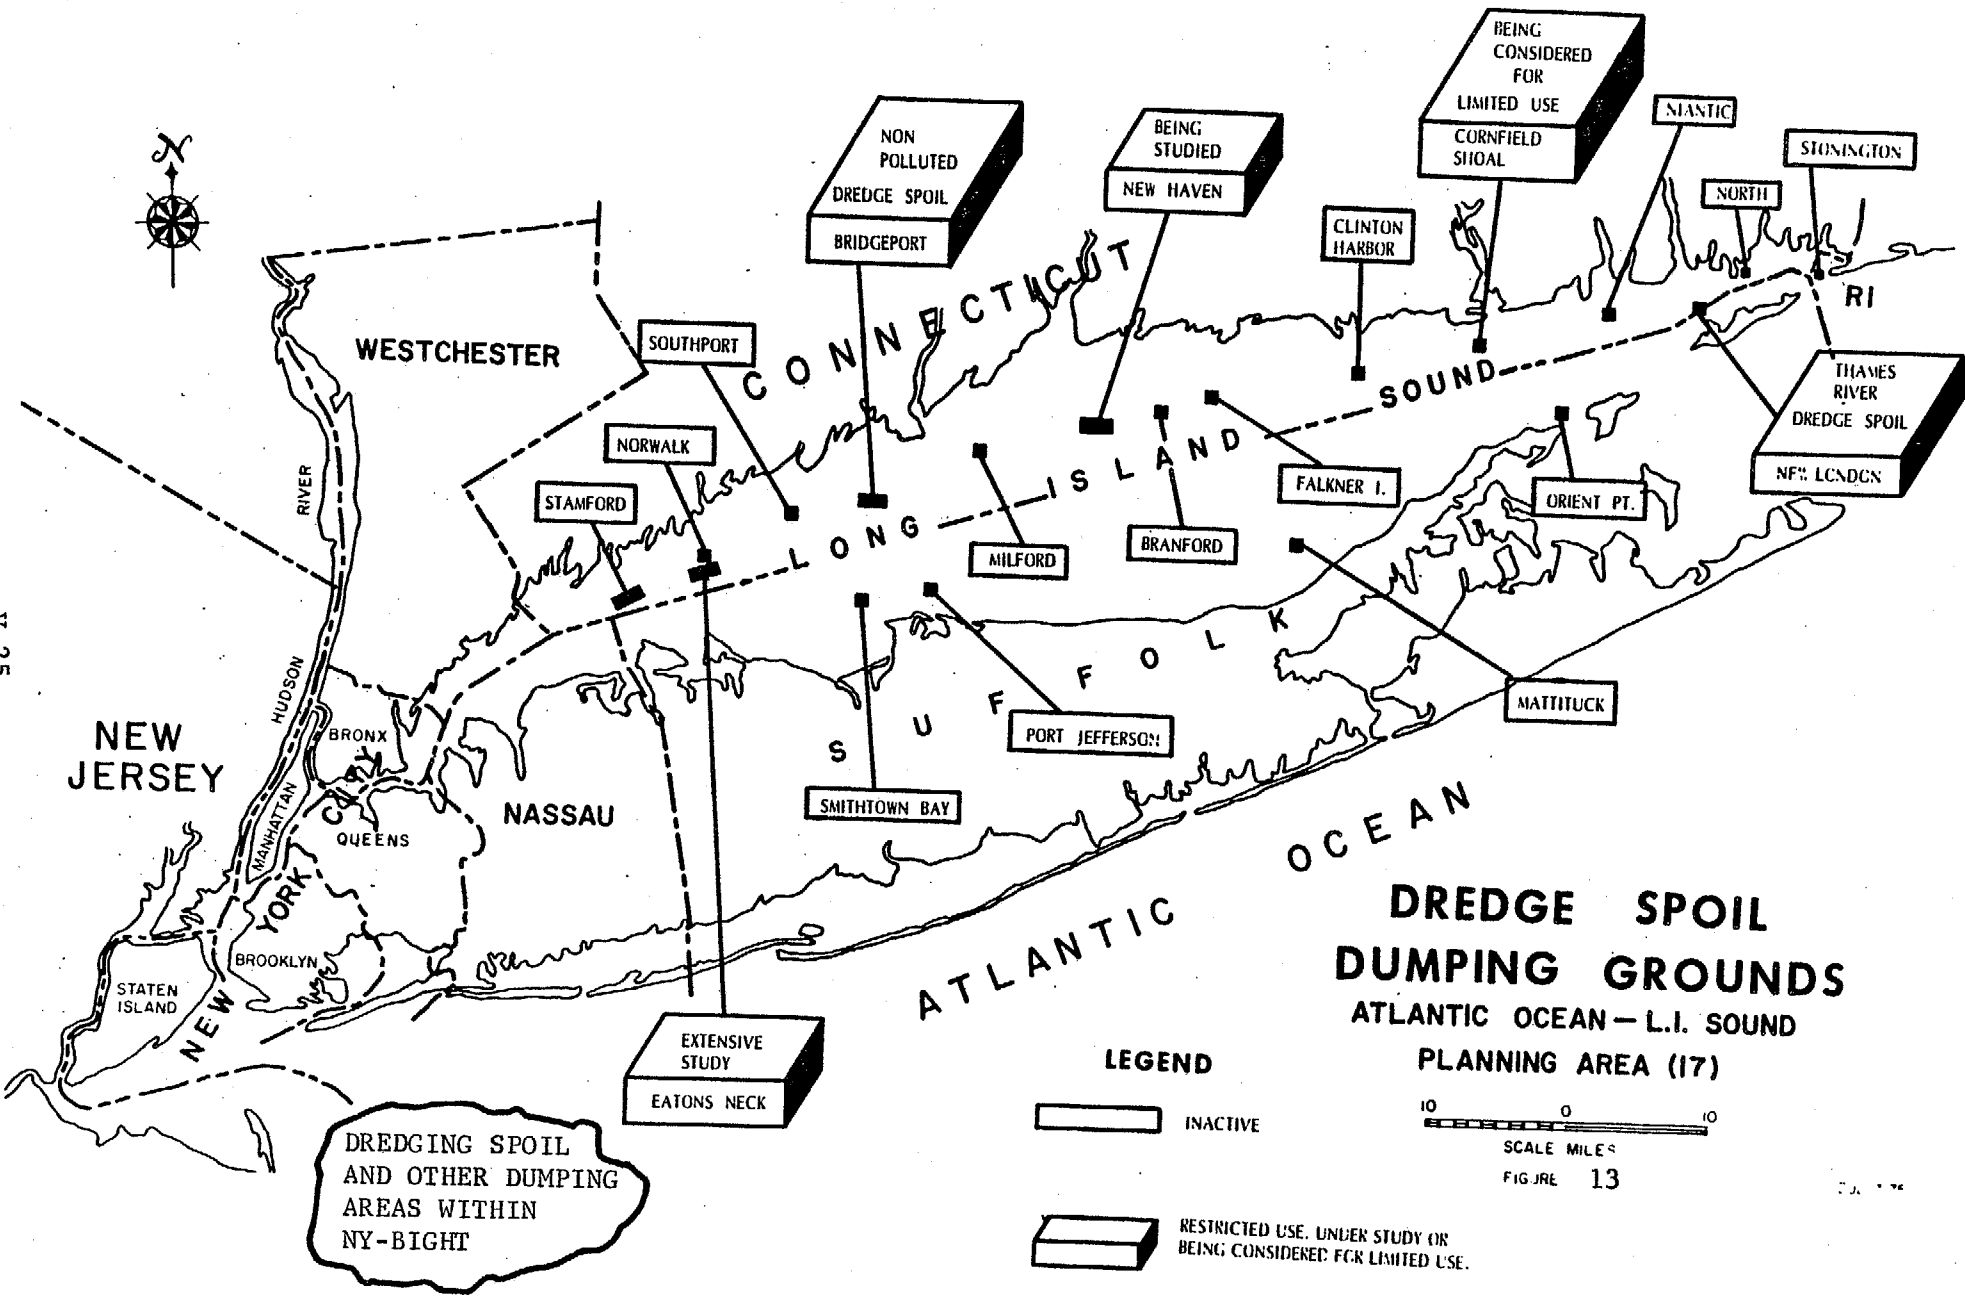 N
BEING
CONSIDERED
FOR
LIMITED USE
CORNFIELD
SHOAL
NON
POLLUTED
DREDGE SPOIL
BRIDGEPORT
BEING
STUDIED
NEW HAVEN
NIANTIC
STONINGTON
NORTH
CLINTON
HARBOR
CONNECTICUT
RI
WESTCHESTER
SOUTHPORT
NORWALK
STAMFORD
LONG ISLAND SOUND
THAMES
RIVER
DREDGE SPOIL
NEW LONDON
FALKNER I.
ORIENT PT.
BRANFORD
MILFORD
HUDSON RIVER
SUFFOLK
MATTITUCK
PORT JEFFERSON
SMITHTOWN BAY
NEW
JERSEY
BRONX
MANHATTAN
QUEENS
NASSAU
NEW YORK CITY
BROOKLYN
STATEN
ISLAND
ATLANTIC OCEAN
EXTENSIVE
STUDY
EATONS NECK
DREDGING SPOIL
AND OTHER DUMPING
AREAS WITHIN
NY-BIGHT
DREDGE SPOIL
DUMPING GROUNDS
ATLANTIC OCEAN — L.I. SOUND
PLANNING AREA (17)
LEGEND
INACTIVE
RESTRICTED USE, UNDER STUDY OR
BEING CONSIDERED FOR LIMITED USE.
10 0 10
SCALE MILES
FIGURE 13